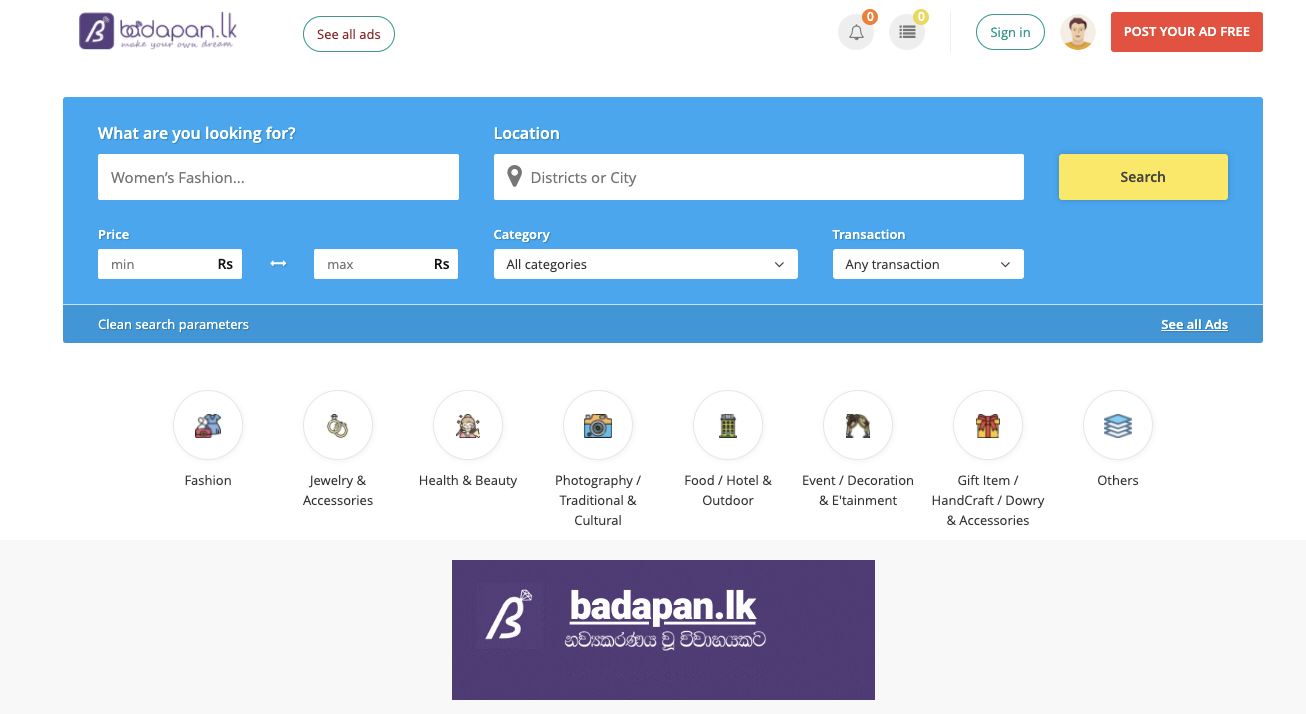 badapan.lk
make your own dream
See all ads
0
0
Sign in
POST YOUR AD FREE
What are you looking for?
Location
Women's Fashion...
Districts or City
Search
Price
Category
Transaction
min Rs
max Rs
All categories
Any transaction
Clean search parameters
See all Ads
Fashion
Jewelry &
Accessories
Health & Beauty
Photography /
Traditional &
Cultural
Food / Hotel &
Outdoor
Event / Decoration
& E'tainment
Gift Item /
HandCraft / Dowry
& Accessories
Others
badapan.lk
නව්‍යකරණය වූ විවාහයකට